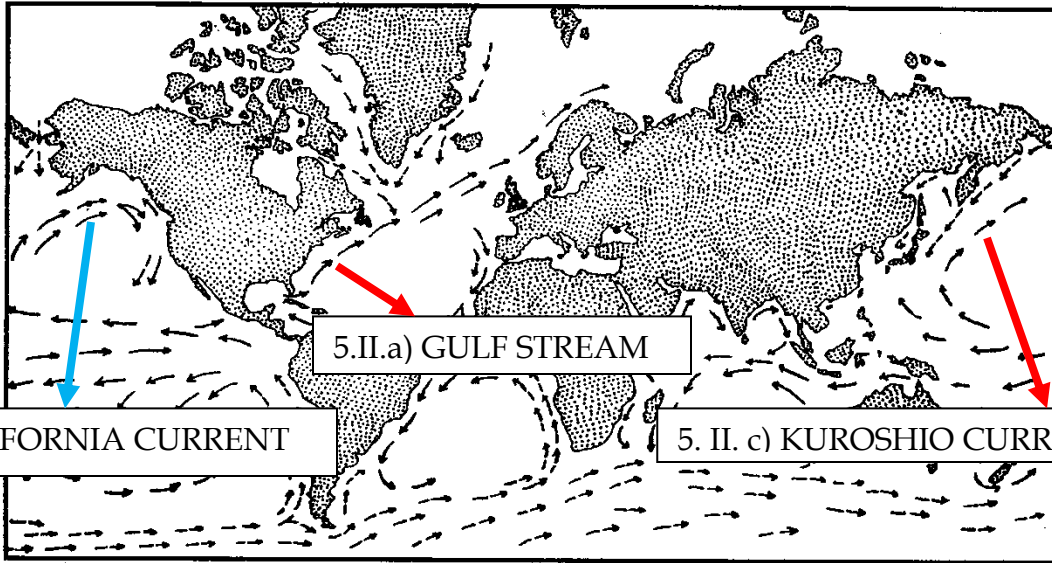 5.II.a) GULF STREAM
FORNIA CURRENT
5. II. c) KUROSHIO CURR